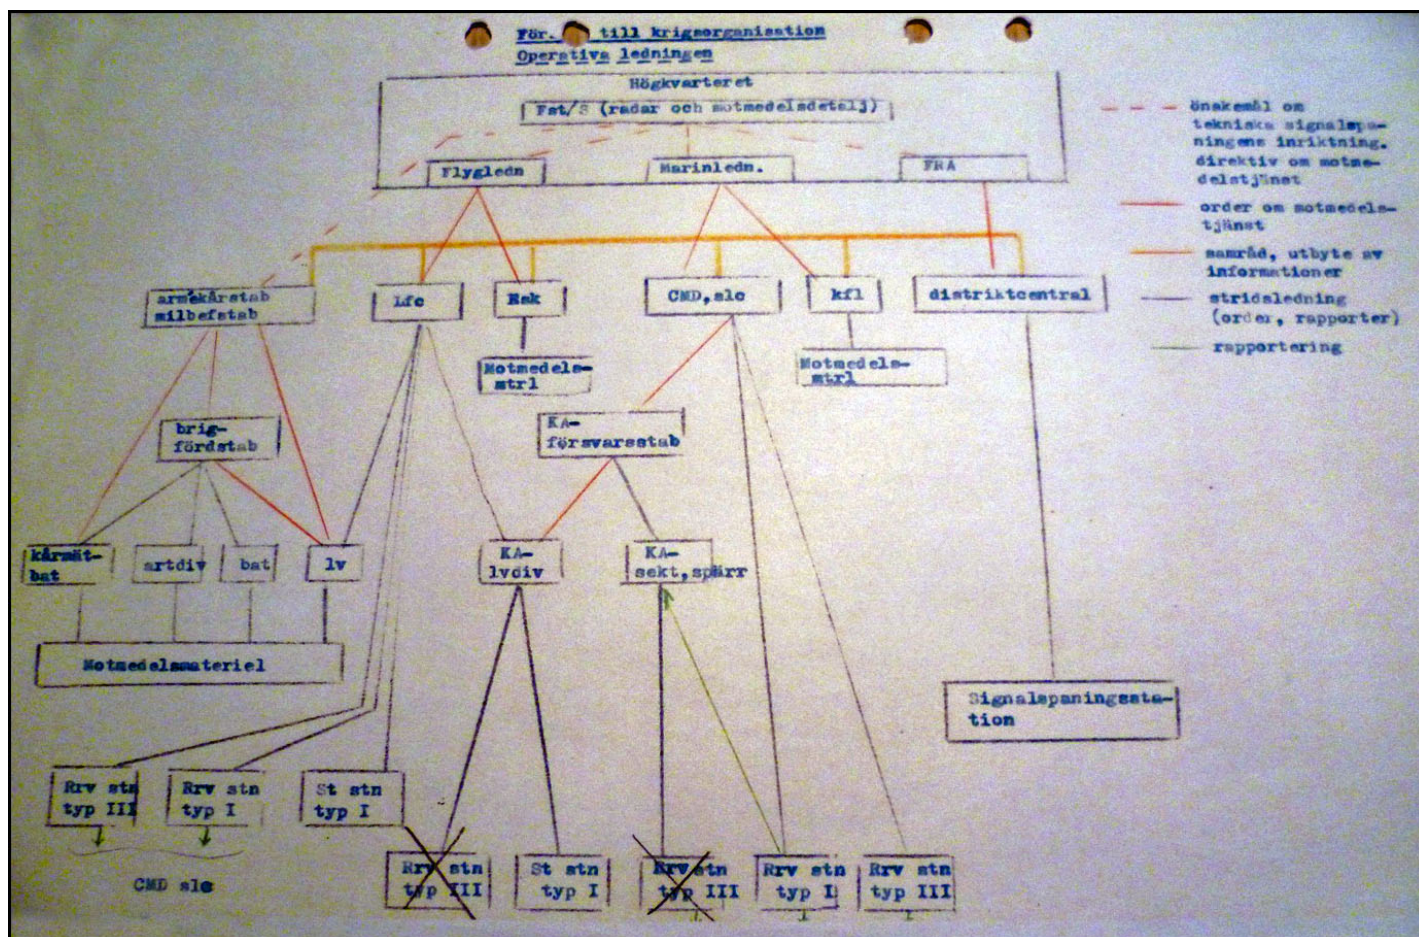 För. till krigsorganisation
Operativa ledningen
Högkvarteret
Fst/S (radar och motmedelsdetalj)
Flygledn
Marinledn.
FRA
önskemål om
tekniska signalspa-
ningens inriktning.
direktiv om motme-
delstjänst
order om motmedels-
tjänst
samråd, utbyte av
informationer
stridsledning
(order, rapporter)
rapportering
armékårstab
milbefstab
Lfc
Esk
CMD, slc
kfl
distriktcentral
Motmedels-
mtrl
Motmedels-
mtrl
brig-
fördstab
KA-
försvarsstab
kårmät-
bat
artdiv
bat
lv
KA-
lvdiv
KA-
sekt, spärr
Motmedelsmateriel
Signalspaningssta-
tion
Rrv stn
typ III
Rrv stn
typ I
St stn
typ I
CMD slc
Rrv stn
typ III
St stn
typ I
Rrv stn
typ III
Rrv stn
typ I
Rrv stn
typ III